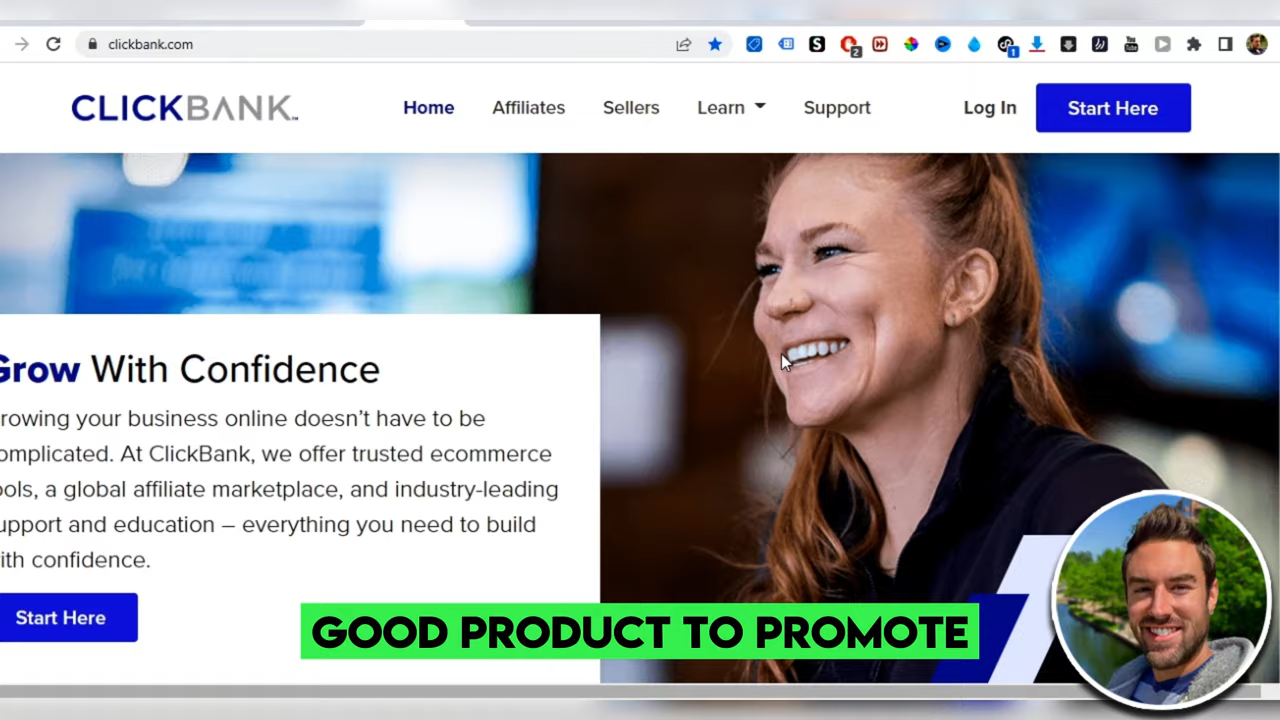 clickbank.com
2
1
CLICKBANK
Home Affiliates Sellers Learn Support Log In Start Here
Grow With Confidence
rowing your business online doesn't have to be
omplicated. At ClickBank, we offer trusted ecommerce
ools, a global affiliate marketplace, and industry-leading
upport and education – everything you need to build
ith confidence.
Start Here
GOOD PRODUCT TO PROMOTE